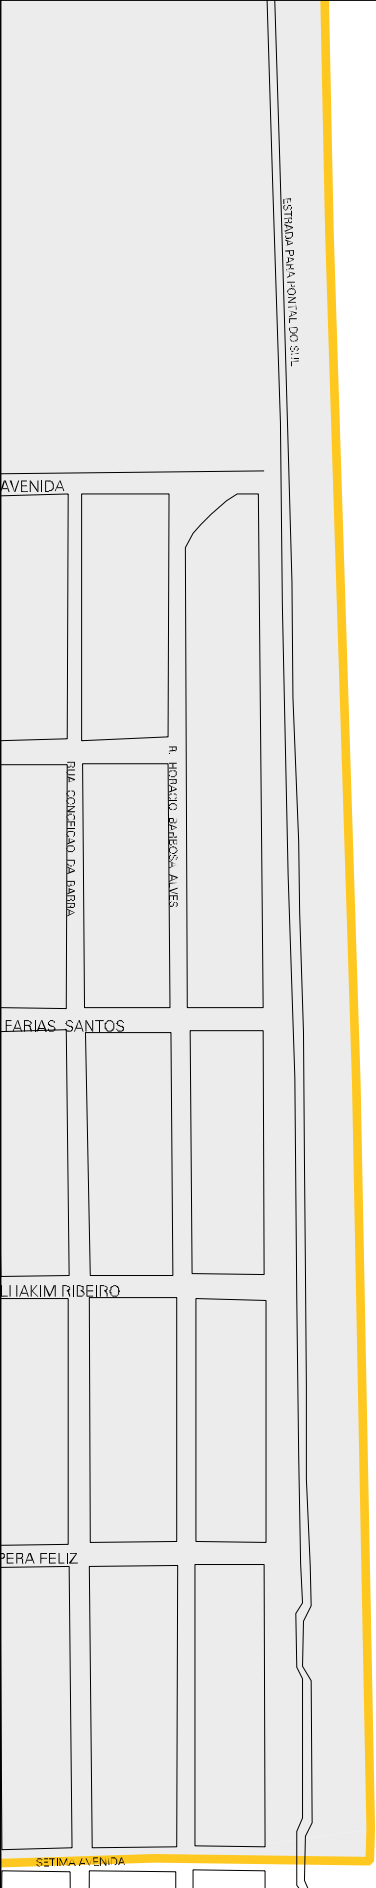 ESTRADA PARA PONTAL DO SUL
AVENIDA
R. HORACIO BARBOSA ALVES
RUA CONCEICAO DA BARRA
FARIAS SANTOS
RIBEIRO
PERA FELIZ
SETIMA AVENIDA